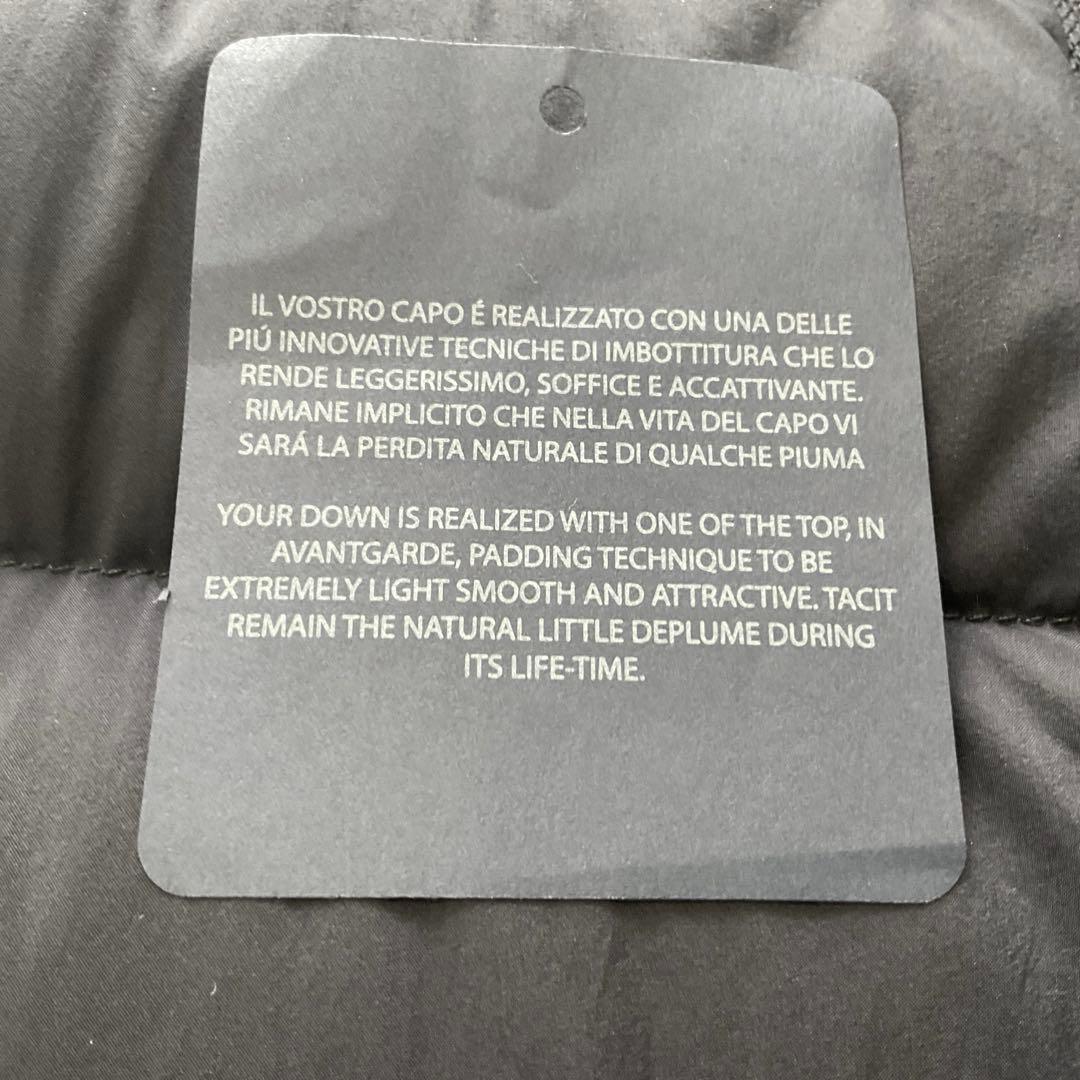 IL VOSTRO CAPO É REALIZZATO CON UNA DELLE
PIÚ INNOVATIVE TECNICHE DI IMBOTTITURA CHE LO
RENDE LEGGERISSIMO, SOFFICE E ACCATTIVANTE.
RIMANE IMPLICITO CHE NELLA VITA DEL CAPO VI
SARÁ LA PERDITA NATURALE DI QUALCHE PIUMA
YOUR DOWN IS REALIZED WITH ONE OF THE TOP, IN
AVANTGARDE, PADDING TECHNIQUE TO BE
EXTREMELY LIGHT SMOOTH AND ATTRACTIVE. TACIT
REMAIN THE NATURAL LITTLE DEPLUME DURING
ITS LIFE-TIME.